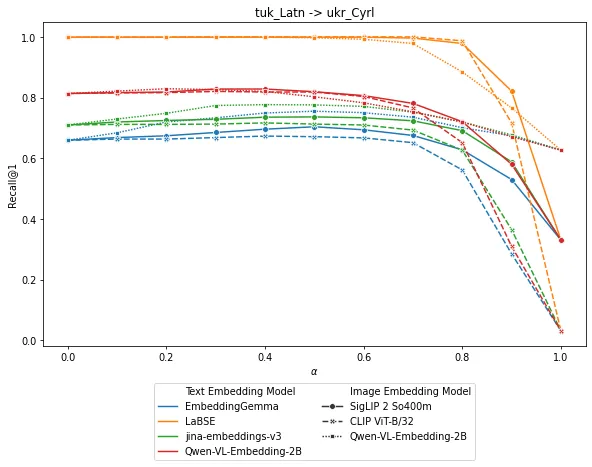 tuk_Latn -> ukr_Cyrl
Recall@1
1.0
0.8
0.6
0.4
0.2
0.0
0.0 0.2 0.4 0.6 0.8 1.0
α
Text Embedding Model
EmbeddingGemma
LaBSE
jina-embeddings-v3
Qwen-VL-Embedding-2B
Image Embedding Model
SigLIP 2 So400m
CLIP ViT-B/32
Qwen-VL-Embedding-2B